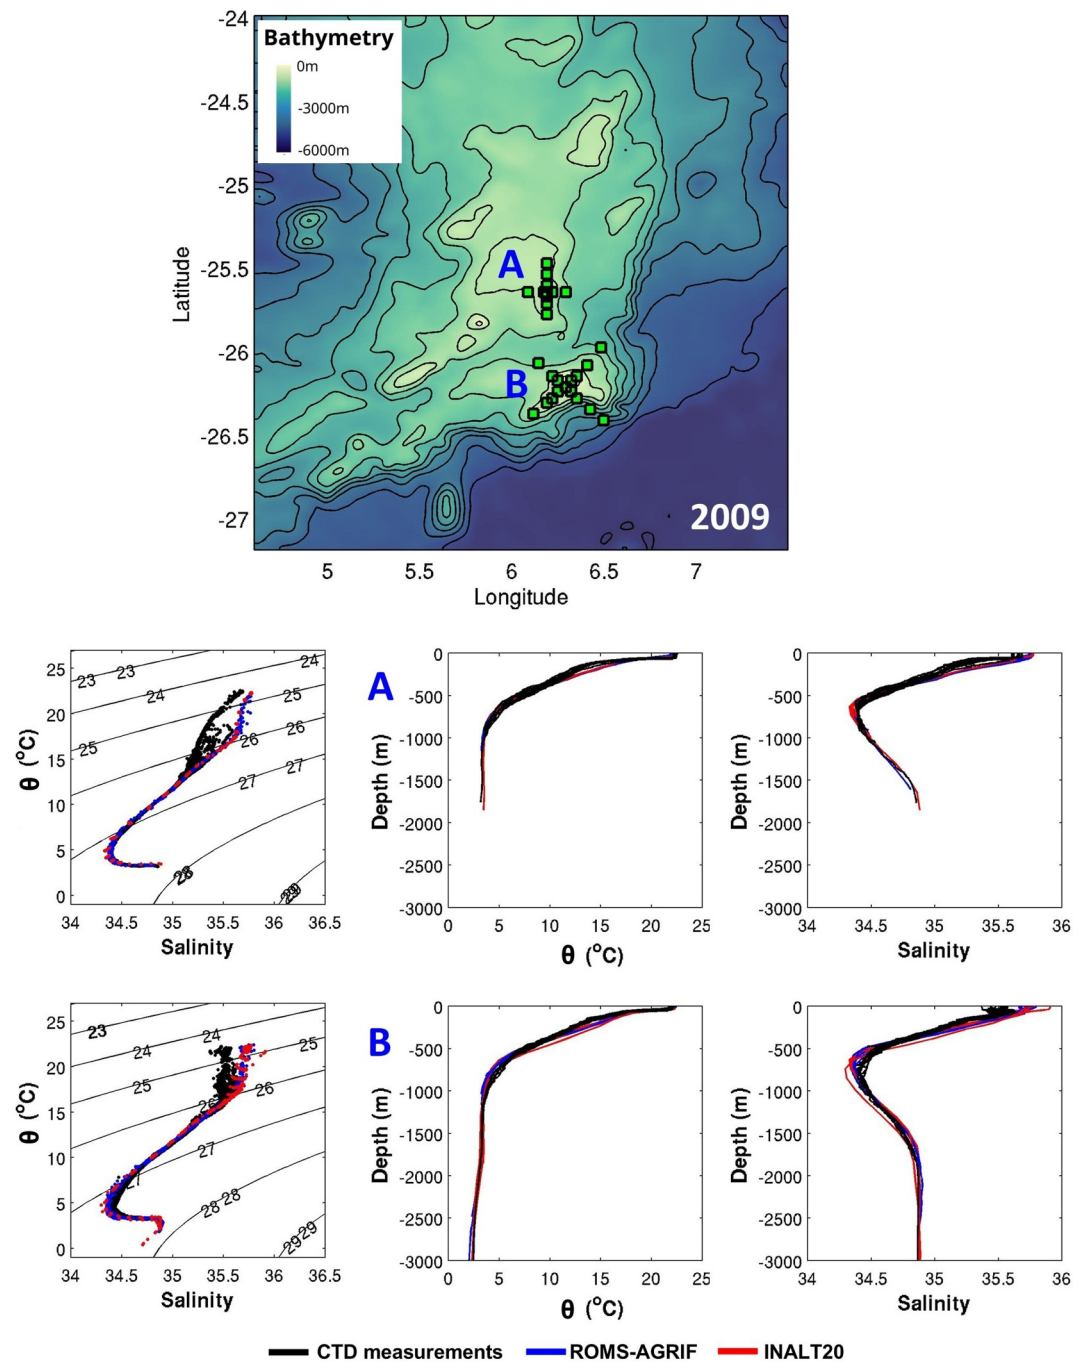 -24
-24.5
-25
-25.5
-26
-26.5
-27
Latitude
Bathymetry
0m
-3000m
-6000m
A
B
2009
5 5.5 6 6.5 7
Longitude
25
20
15
10
5
0
θ (°C)
23 23 24
24
25
25 26
26
27
27
28
29
34 34.5 35 35.5 36 36.5
Salinity
A
0
-500
-1000
-1500
-2000
-2500
-3000
Depth (m)
0 5 10 15 20 25
θ (°C)
0
-500
-1000
-1500
-2000
-2500
-3000
Depth (m)
34 34.5 35 35.5 36
Salinity
25
20
15
10
5
0
θ (°C)
23
24
24
25
25
26
26
27
27
28 28
29 29
34 34.5 35 35.5 36 36.5
Salinity
B
0
-500
-1000
-1500
-2000
-2500
-3000
Depth (m)
0 5 10 15 20 25
θ (°C)
0
-500
-1000
-1500
-2000
-2500
-3000
Depth (m)
34 34.5 35 35.5 36
Salinity
CTD measurements ROMS-AGRIF INALT20